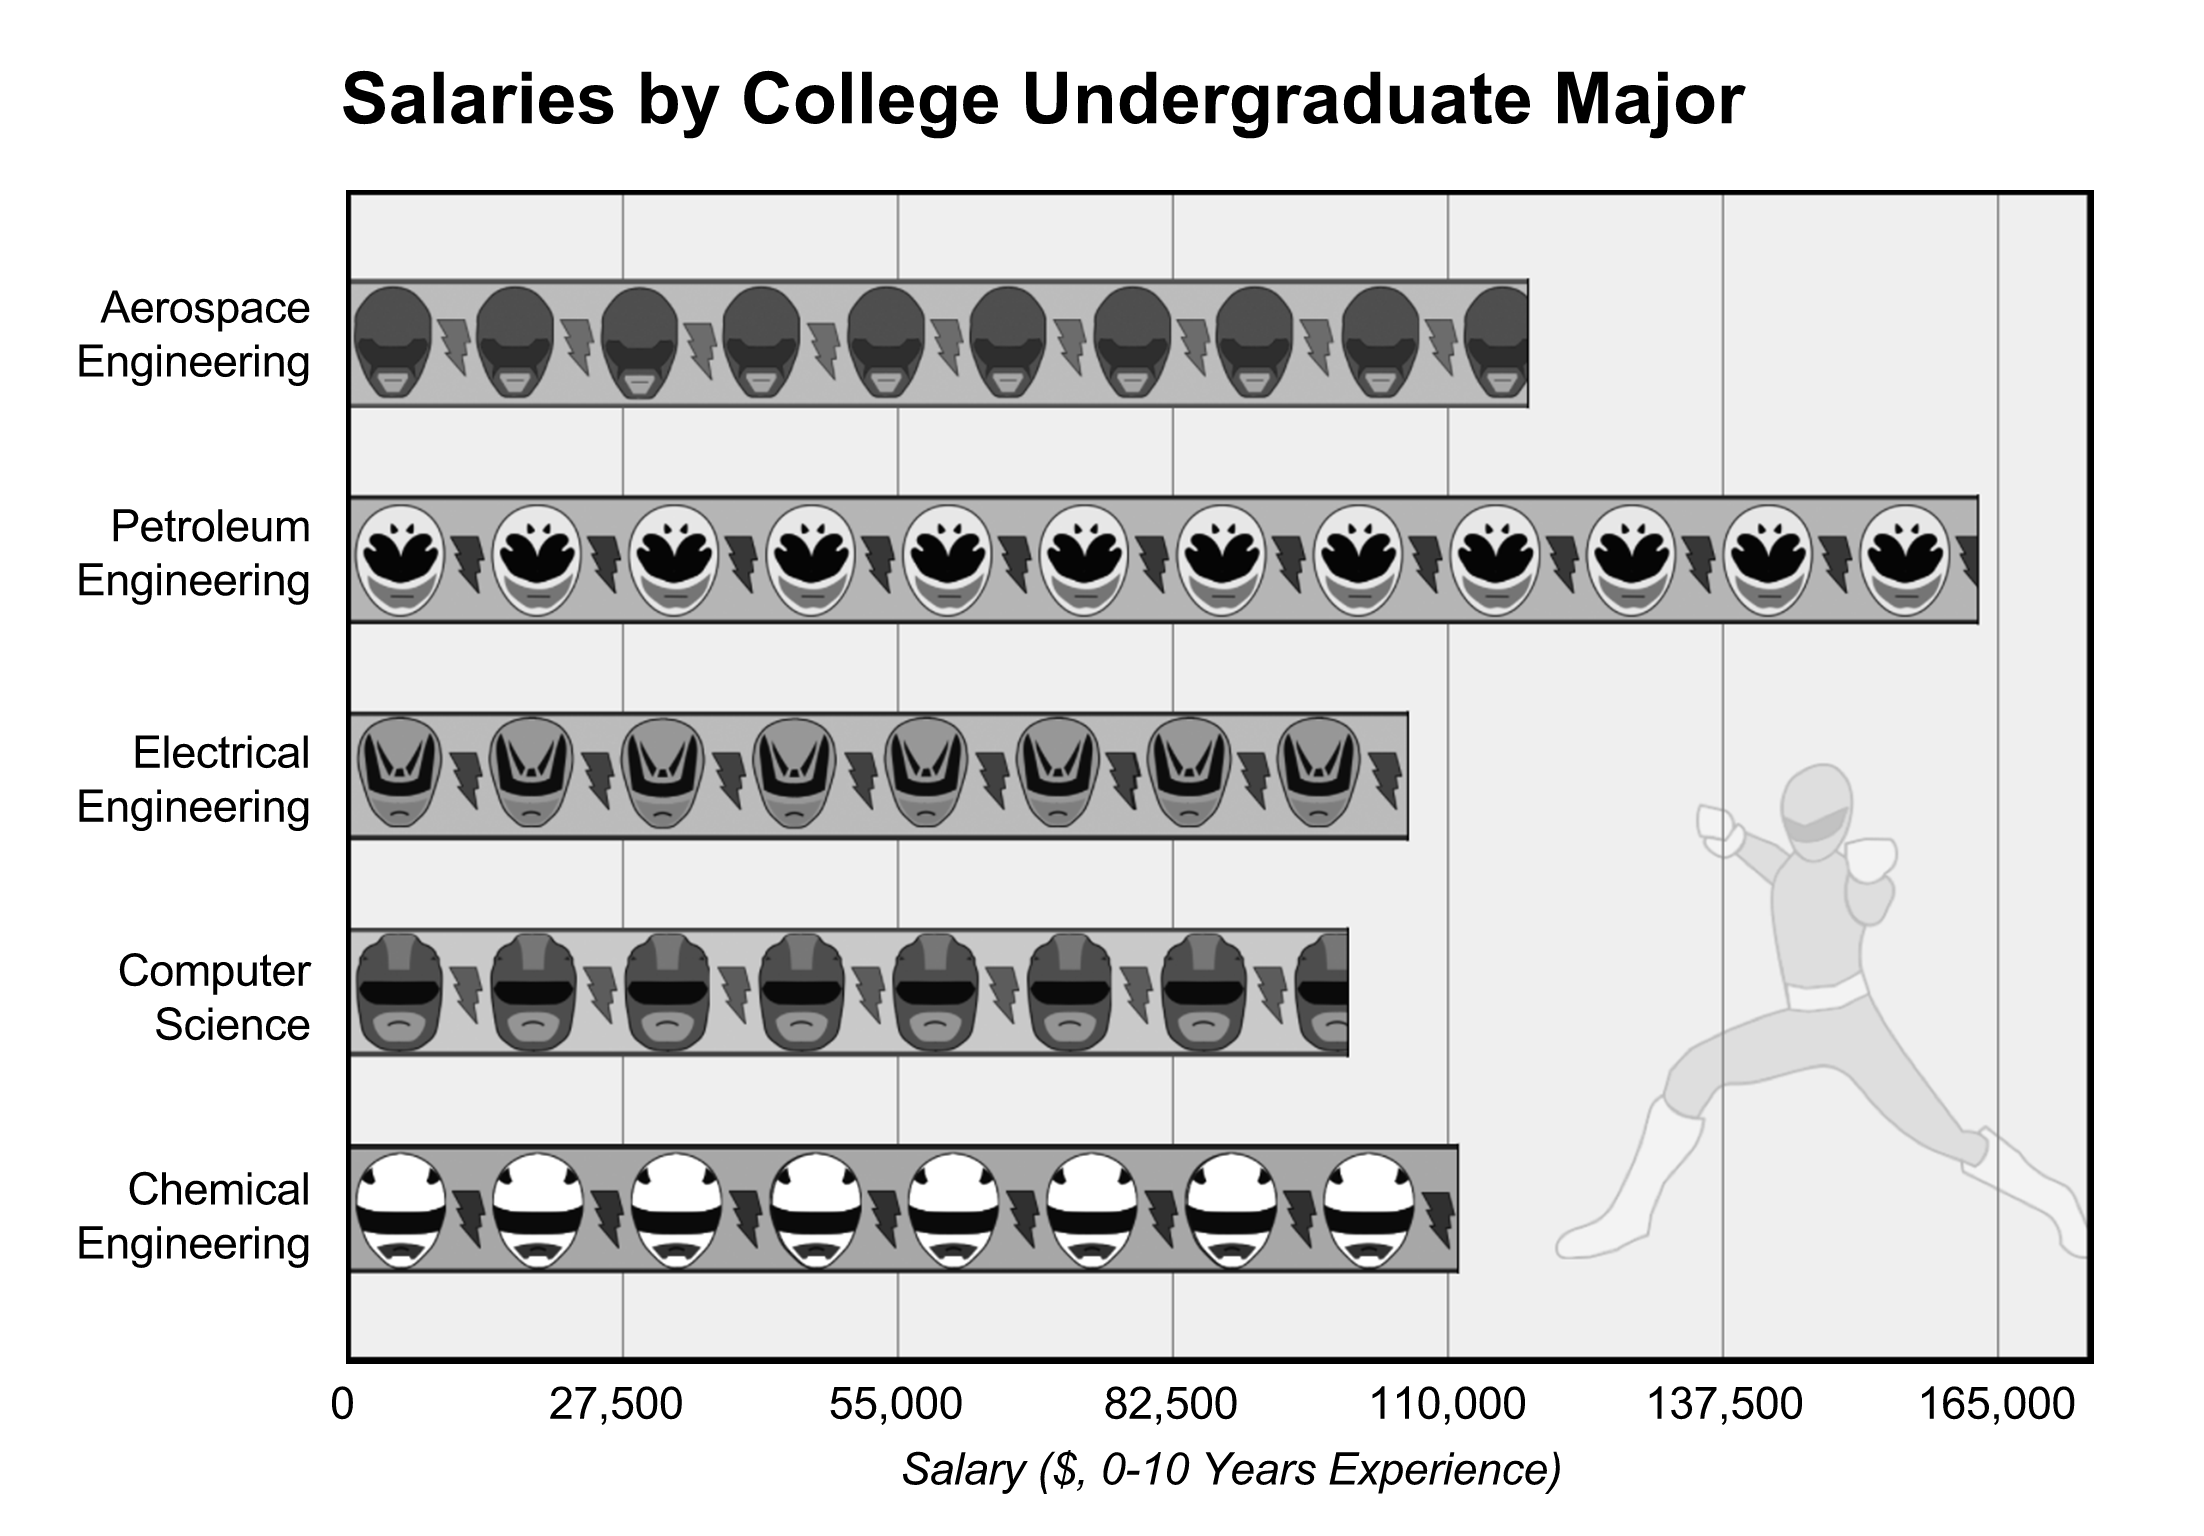 Salaries by College Undergraduate Major
Aerospace
Engineering
Petroleum
Engineering
Electrical
Engineering
Computer
Science
Chemical
Engineering
0 27,500 55,000 82,500 110,000 137,500 165,000
Salary ($, 0-10 Years Experience)